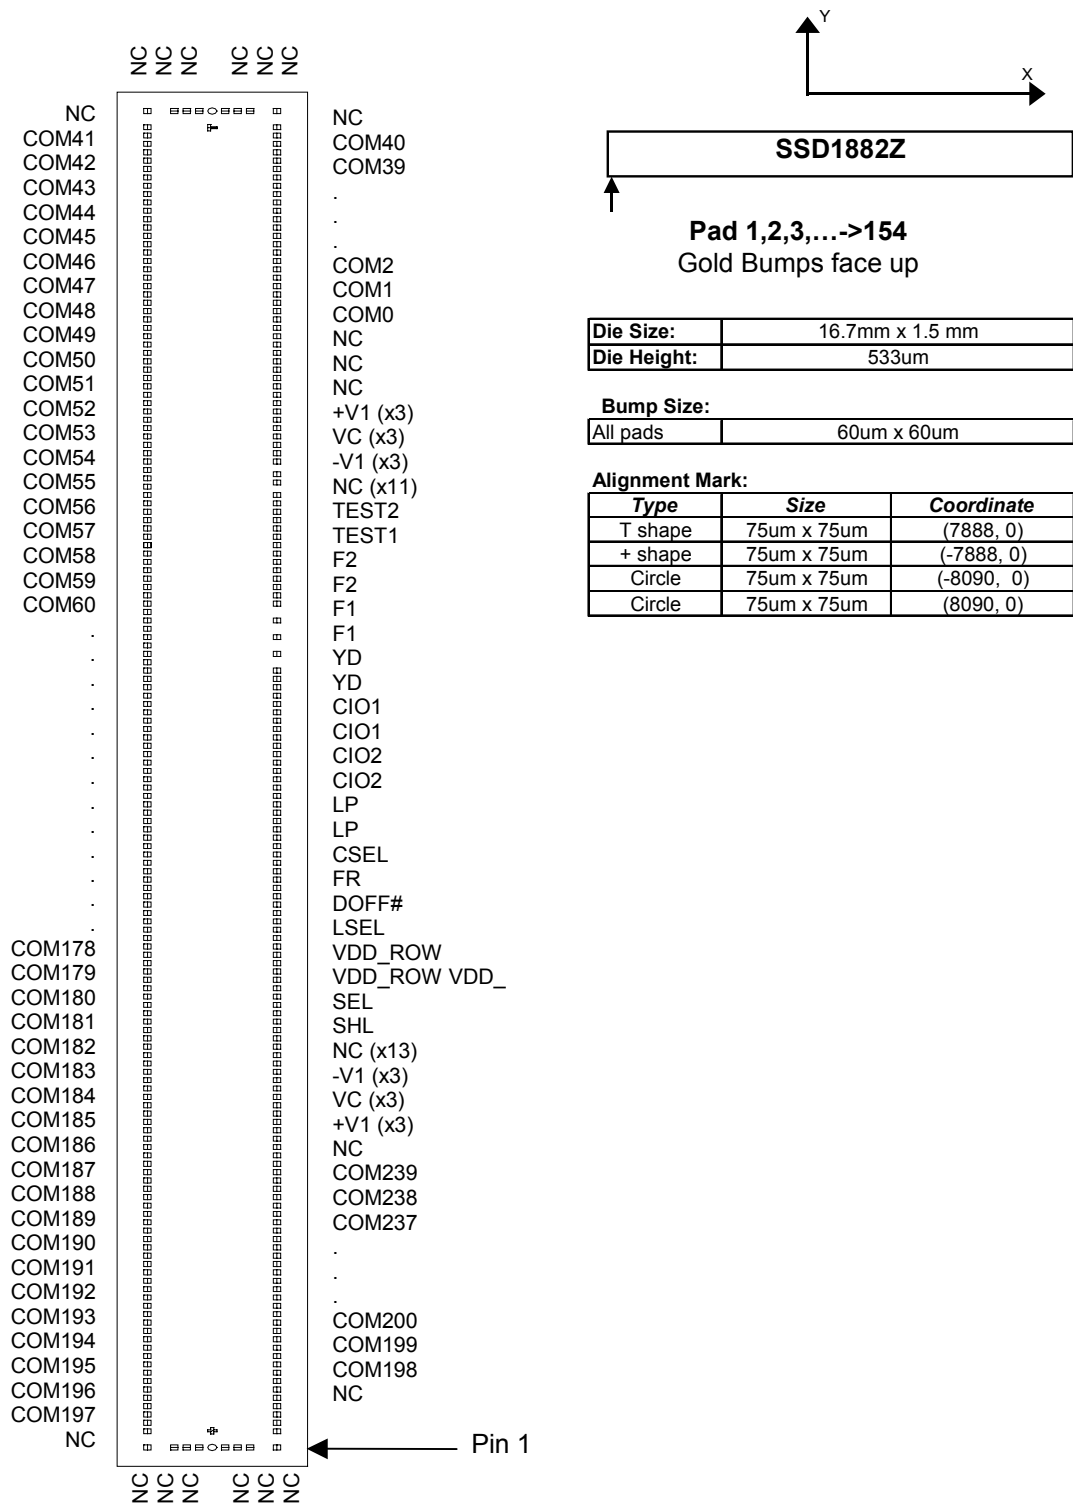 NC NC NC NC NC NC
NC
COM41
COM42
COM43
COM44
COM45
COM46
COM47
COM48
COM49
COM50
COM51
COM52
COM53
COM54
COM55
COM56
COM57
COM58
COM59
COM60
.
.
.
.
.
.
.
.
.
.
.
.
.
COM178
COM179
COM180
COM181
COM182
COM183
COM184
COM185
COM186
COM187
COM188
COM189
COM190
COM191
COM192
COM193
COM194
COM195
COM196
COM197
NC
NC
COM40
COM39
.
.
.
COM2
COM1
COM0
NC
NC
NC
+V1 (x3)
VC (x3)
-V1 (x3)
NC (x11)
TEST2
TEST1
F2
F2
F1
F1
YD
YD
CIO1
CIO1
CIO2
CIO2
LP
LP
CSEL
FR
DOFF#
LSEL
VDD_ROW
VDD_ROW VDD_
SEL
SHL
NC (x13)
-V1 (x3)
VC (x3)
+V1 (x3)
NC
COM239
COM238
COM237
.
.
.
COM200
COM199
COM198
NC
Pin 1
NC NC NC NC NC NC
Y
X
SSD1882Z
Pad 1,2,3,…->154
Gold Bumps face up
Die Size: 16.7mm x 1.5 mm
Die Height: 533um
Bump Size:
All pads 60um x 60um
Alignment Mark:
Type Size Coordinate
T shape 75um x 75um (7888, 0)
+ shape 75um x 75um (-7888, 0)
Circle 75um x 75um (-8090, 0)
Circle 75um x 75um (8090, 0)